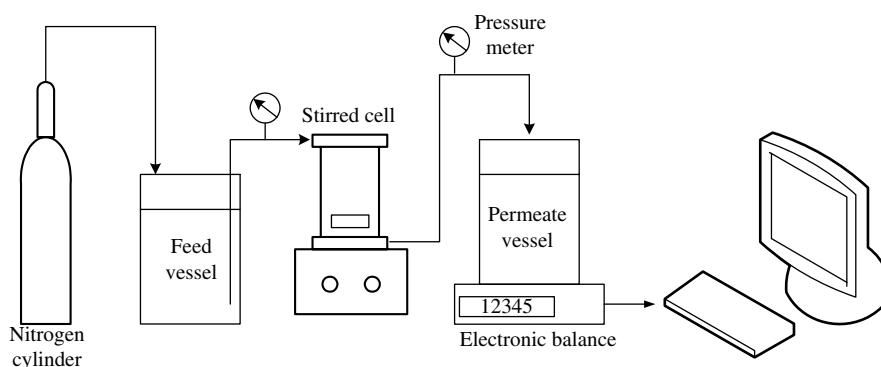 Pressure
meter
Stirred cell
Feed
vessel
Permeate
vessel
12345
Nitrogen
cylinder
Electronic balance